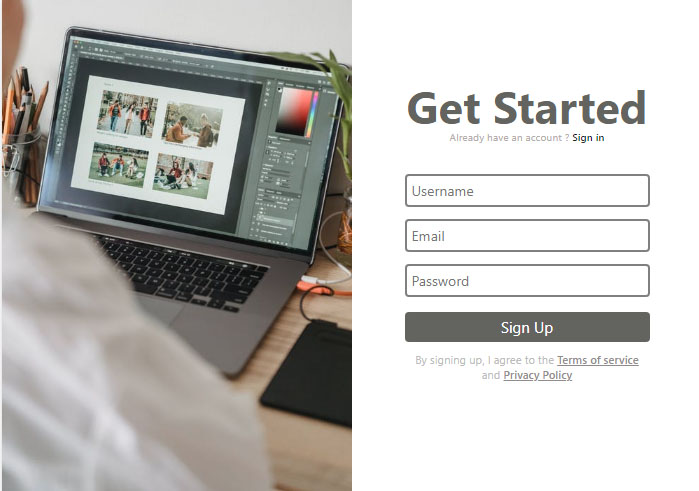 Get Started
Already have an account ? Sign in
Username
Email
Password
Sign Up
By signing up, I agree to the Terms of service
and Privacy Policy